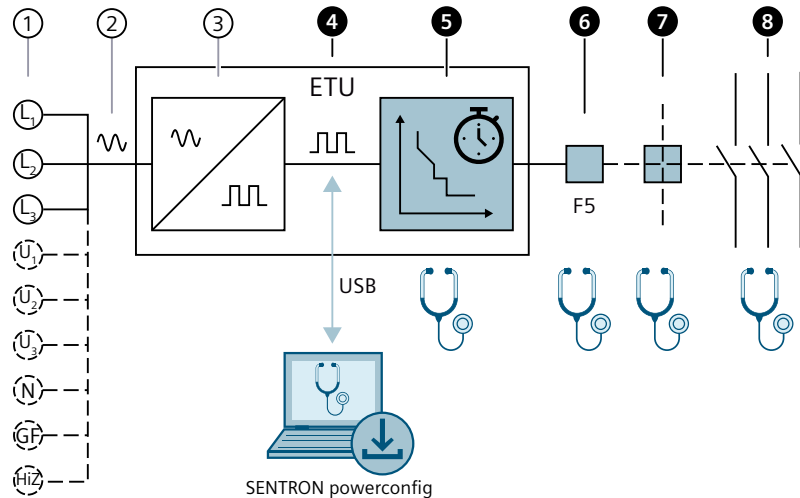 1 2 3 4 5 6 7 8
ETU
L1
L2
L3
U1
U2
U3
N
GF
HiZ
F5
USB
SENTRON powerconfig